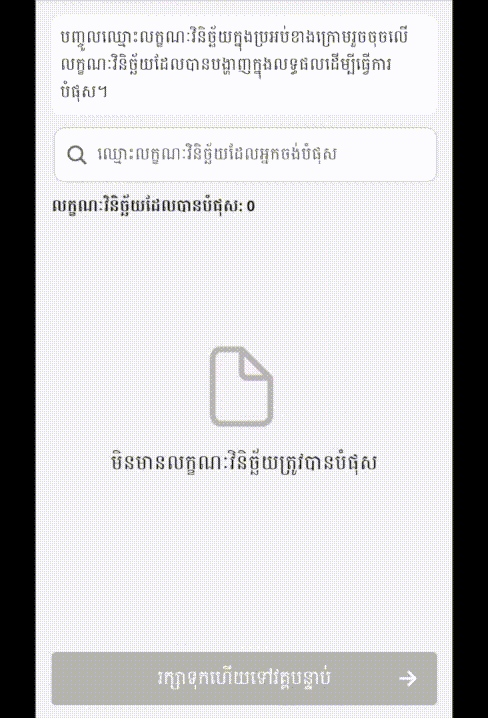 បញ្ចូលឈ្មោះលក្ខណៈវិនិច្ឆ័យក្នុងប្រអប់ខាងក្រោមរួចចុចលើ
លក្ខណៈវិនិច្ឆ័យដែលបានបង្ហាញក្នុងលទ្ធផលដើម្បីធ្វើការ
បំផុស។
ឈ្មោះលក្ខណៈវិនិច្ឆ័យដែលអ្នកចង់បំផុស
លក្ខណៈវិនិច្ឆ័យដែលបានបំផុស: 0
មិនមានលក្ខណៈវិនិច្ឆ័យត្រូវបានបំផុស
រក្សាទុកហើយទៅវគ្គបន្ទាប់